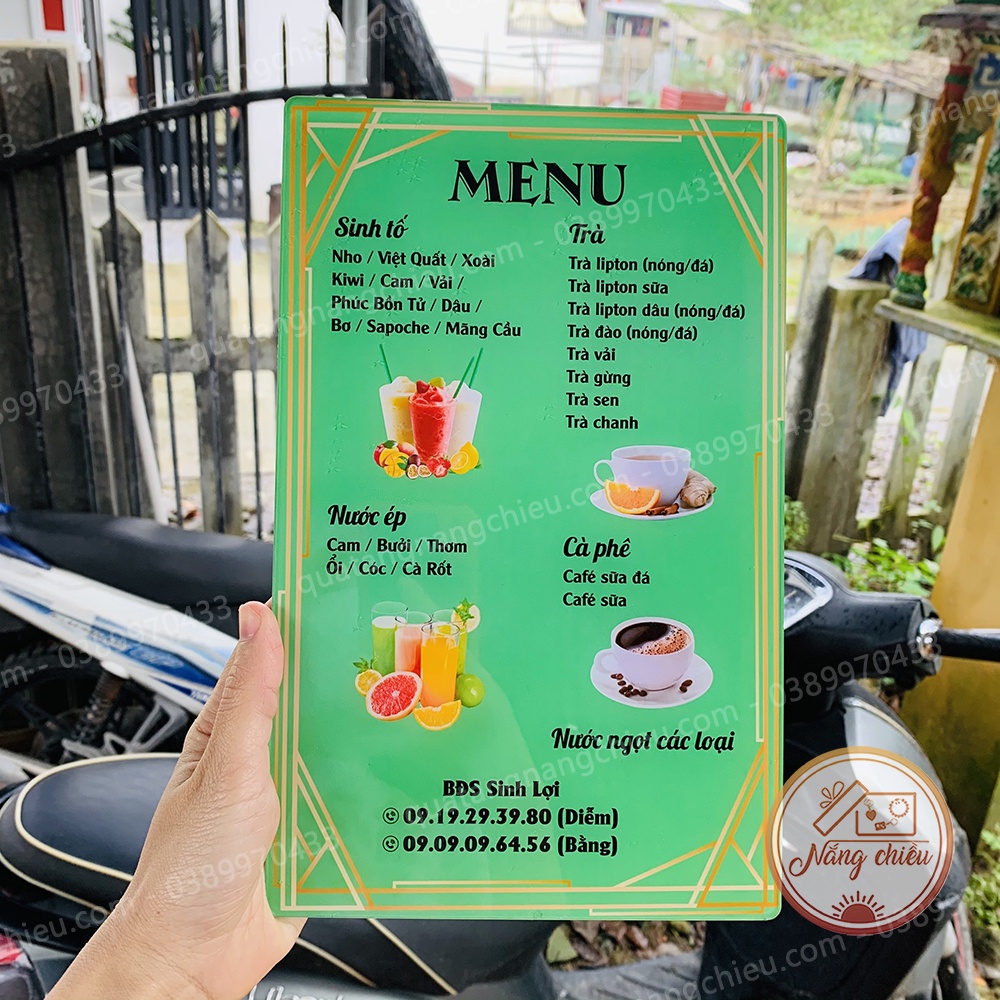 MENU
Sinh tố
Nho / Việt Quất / Xoài
Kiwi / Cam / Vải /
Phúc Bồn Tử / Dậu /
Bơ / Sapoche / Mãng Cầu
Nước ép
Cam / Bưởi / Thơm
Ổi / Cóc / Cà Rốt
Trà
Trà lipton (nóng/đá)
Trà lipton sữa
Trà lipton dâu (nóng/đá)
Trà đào (nóng/đá)
Trà vải
Trà gừng
Trà sen
Trà chanh
Cà phê
Café sữa đá
Café sữa
Nước ngọt các loại
BĐS Sinh Lợi
09.19.29.39.80 (Diễm)
09.09.09.64.56 (Bằng)
Nắng chiều
quatangnangchieu.com - 0389970433